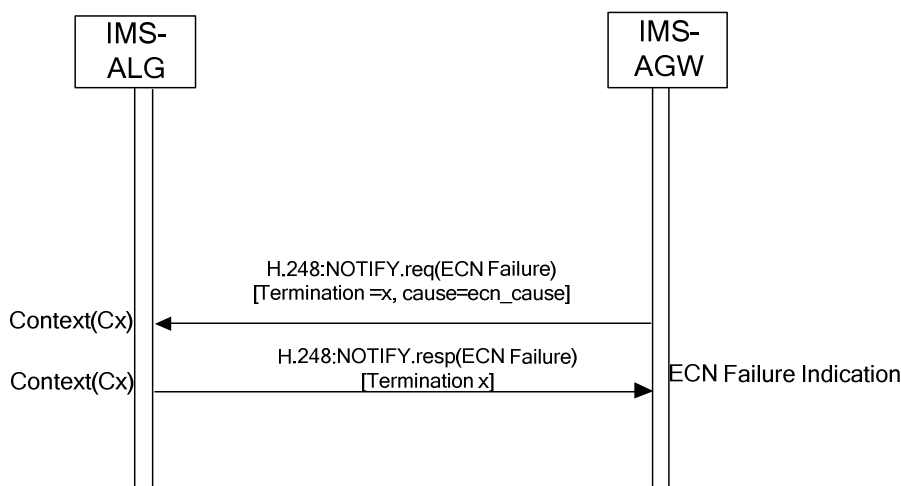 IMS-
ALG
IMS-
AGW
H.248:NOTIFY.req(ECN Failure)
[Termination =x, cause=ecn_cause]
Context(Cx)
H.248:NOTIFY.resp(ECN Failure)
Context(Cx)
[Termination x]
ECN Failure Indication